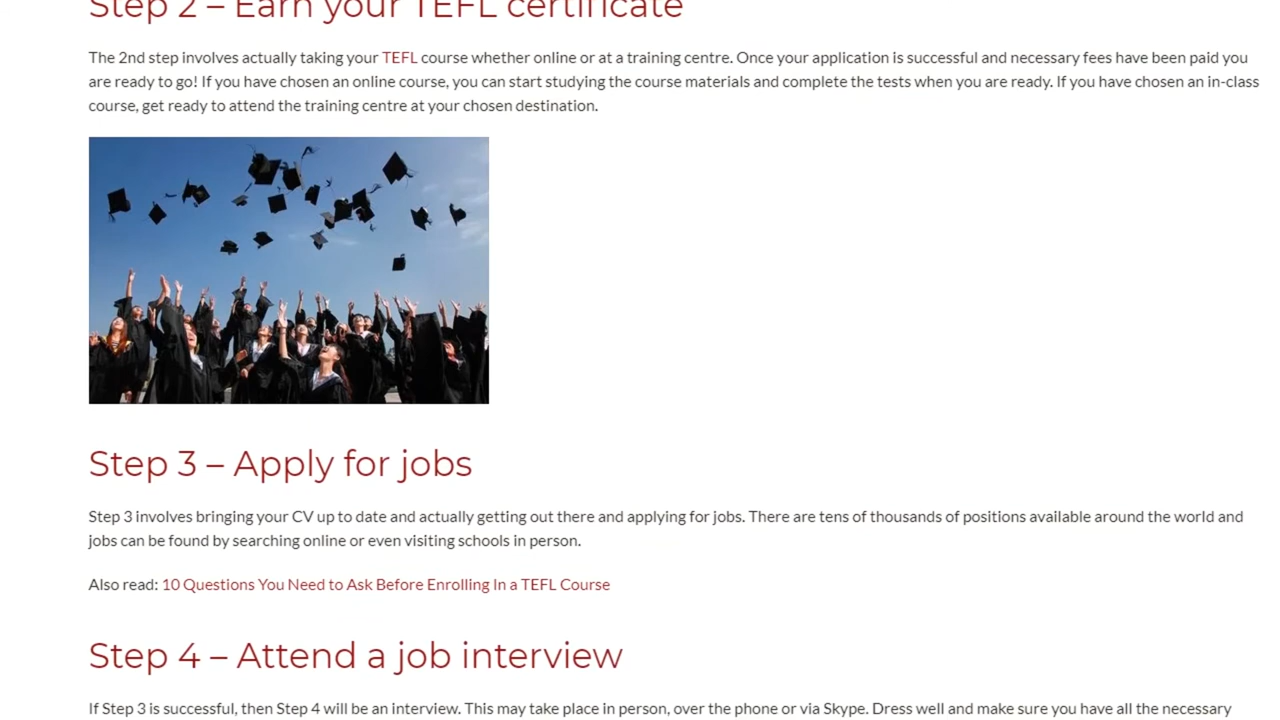 Step 2 – Earn your TEFL certificate
The 2nd step involves actually taking your TEFL course whether online or at a training centre. Once your application is successful and necessary fees have been paid you
are ready to go! If you have chosen an online course, you can start studying the course materials and complete the tests when you are ready. If you have chosen an in-class
course, get ready to attend the training centre at your chosen destination.
Step 3 – Apply for jobs
Step 3 involves bringing your CV up to date and actually getting out there and applying for jobs. There are tens of thousands of positions available around the world and
jobs can be found by searching online or even visiting schools in person.
Also read: 10 Questions You Need to Ask Before Enrolling In a TEFL Course
Step 4 – Attend a job interview
If Step 3 is successful, then Step 4 will be an interview. This may take place in person, over the phone or via Skype. Dress well and make sure you have all the necessary